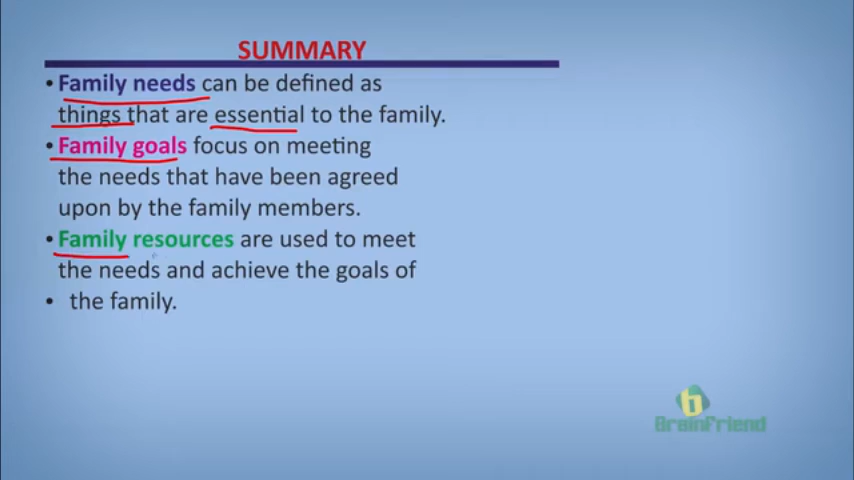 SUMMARY
• Family needs can be defined as
things that are essential to the family.
• Family goals focus on meeting
the needs that have been agreed
upon by the family members.
• Family resources are used to meet
the needs and achieve the goals of
• the family.
b
BrainFriend